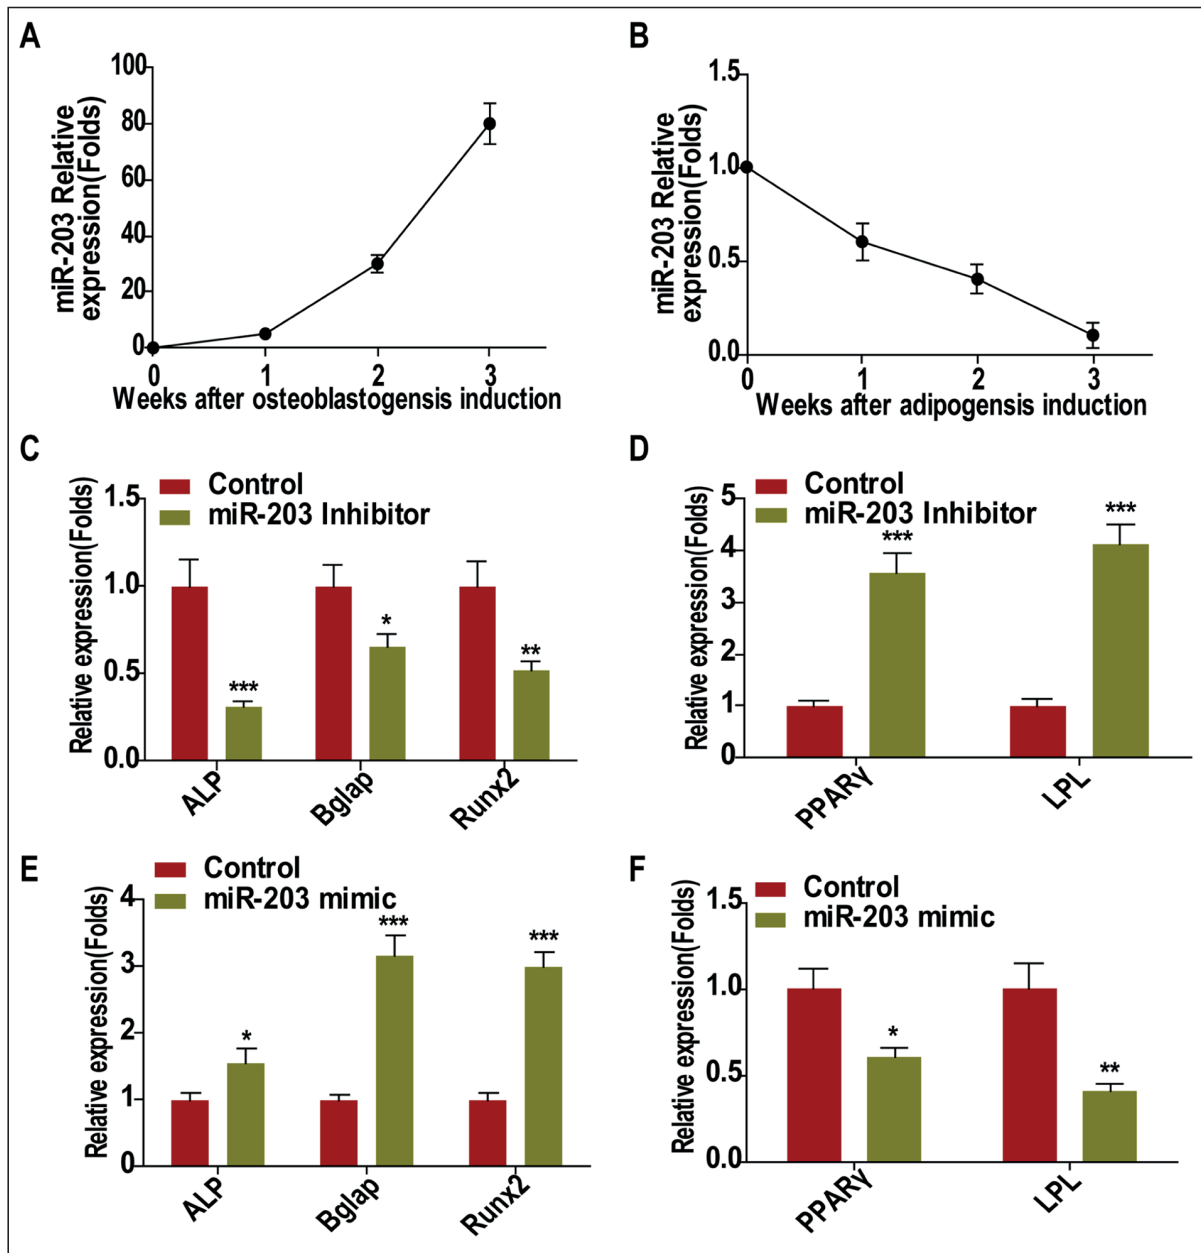 A
miR-203 Relative
expression(Folds)
100
80
60
40
20
0
0 1 2 3
Weeks after osteoblastogensis induction
B
miR-203 Relative
expression(Folds)
1.5
1.0
0.5
0.0
0 1 2 3
Weeks after adipogensis induction
C
Control
miR-203 Inhibitor
Relative expression(Folds)
1.5
1.0
0.5
0.0
***
*
**
ALP
Bglap
Runx2
D
Control
miR-203 Inhibitor
Relative expression(Folds)
5
4
3
2
1
0
***
***
PPARγ
LPL
E
Control
miR-203 mimic
Relative expression(Folds)
4
3
2
1
0
*
***
***
ALP
Bglap
Runx2
F
Control
miR-203 mimic
Relative expression(Folds)
1.5
1.0
0.5
0.0
*
**
PPARγ
LPL